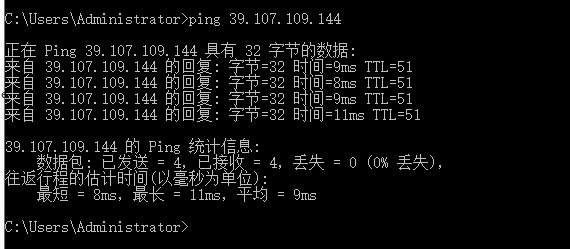 C:\Users\Administrator>ping 39.107.109.144
正在 Ping 39.107.109.144 具有 32 字节的数据:
来自 39.107.109.144 的回复: 字节=32 时间=9ms TTL=51
来自 39.107.109.144 的回复: 字节=32 时间=8ms TTL=51
来自 39.107.109.144 的回复: 字节=32 时间=9ms TTL=51
来自 39.107.109.144 的回复: 字节=32 时间=11ms TTL=51
39.107.109.144 的 Ping 统计信息:
数据包: 已发送 = 4, 已接收 = 4, 丢失 = 0 (0% 丢失),
往返行程的估计时间(以毫秒为单位):
最短 = 8ms, 最长 = 11ms, 平均 = 9ms
C:\Users\Administrator>